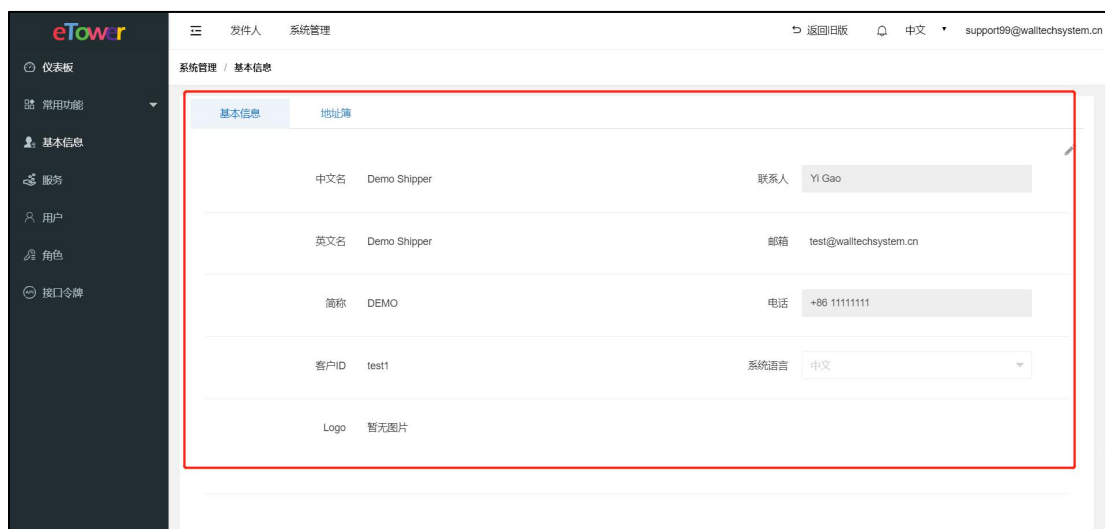 eTower
发件人 系统管理 返回旧版 中文 support99@walltechsystem.cn
仪表板
系统管理 / 基本信息
常用功能
基本信息 地址簿
基本信息
服务
中文名 Demo Shipper 联系人 Yi Gao
用户
英文名 Demo Shipper 邮箱 test@walltechsystem.cn
角色
接口令牌
简称 DEMO 电话 +86 11111111
客户ID test1 系统语言 中文
Logo 暂无图片